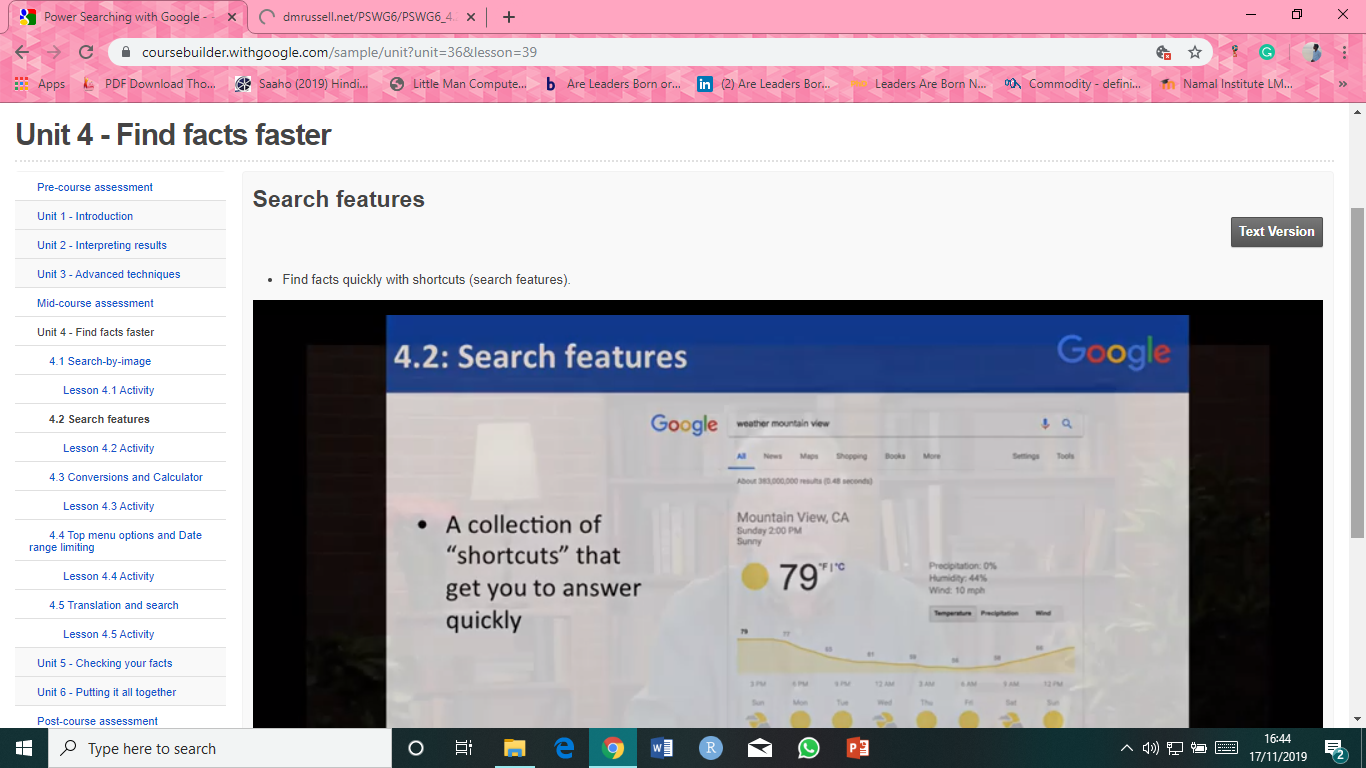 Power Searching with Google -
dmrussell.net/PSWG6/PSWG6_4.
coursebuilder.withgoogle.com/sample/unit?unit=36&lesson=39
Apps
PDF Download Tho...
Saaho (2019) Hindi...
Little Man Compute...
Are Leaders Born or...
(2) Are Leaders Bor...
Leaders Are Born N...
Commodity - defini...
Namal Institute LM...
Unit 4 - Find facts faster
Pre-course assessment
Unit 1 - Introduction
Unit 2 - Interpreting results
Unit 3 - Advanced techniques
Mid-course assessment
Unit 4 - Find facts faster
4.1 Search-by-image
Lesson 4.1 Activity
4.2 Search features
Lesson 4.2 Activity
4.3 Conversions and Calculator
Lesson 4.3 Activity
4.4 Top menu options and Date
range limiting
Lesson 4.4 Activity
4.5 Translation and search
Lesson 4.5 Activity
Unit 5 - Checking your facts
Unit 6 - Putting it all together
Post-course assessment
Search features
Text Version
• Find facts quickly with shortcuts (search features).
4.2: Search features
Google
Google
weather mountain view
All News Maps Shopping Books More Settings Tools
About 383,000,000 results (0.48 seconds)
• A collection of
“shortcuts” that
get you to answer
quickly
Mountain View, CA
Sunday 2:00 PM
Sunny
79 °F | °C
Precipitation: 0%
Humidity: 44%
Wind: 10 mph
Temperature Precipitation Wind
79 77
3 PM 6 PM 9 PM 12 AM 3 AM 6 AM 9 AM 12 PM
Sun Mon Tue Wed Thu Fri Sat Sun
Type here to search
16:44
17/11/2019
2